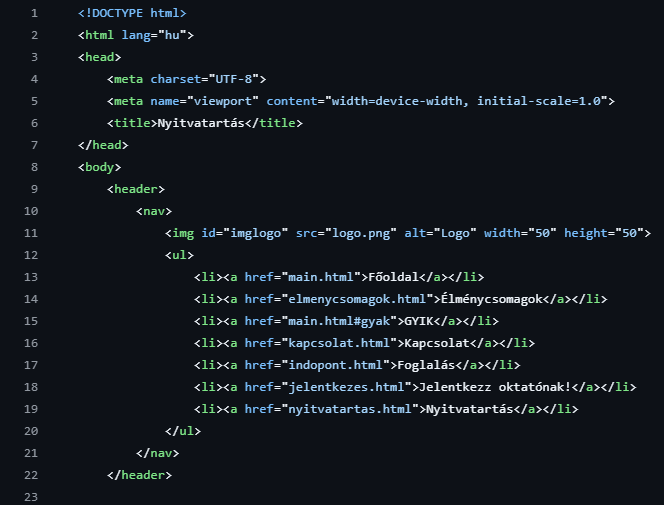 1 <!DOCTYPE html>
2 <html lang="hu">
3 <head>
4 <meta charset="UTF-8">
5 <meta name="viewport" content="width=device-width, initial-scale=1.0">
6 <title>Nyitvatartás</title>
7 </head>
8 <body>
9 <header>
10 <nav>
11 <img id="imglogo" src="logo.png" alt="Logo" width="50" height="50">
12 <ul>
13 <li><a href="main.html">Főoldal</a></li>
14 <li><a href="elmenycsomagok.html">Élménycsomagok</a></li>
15 <li><a href="main.html#gyak">GYIK</a></li>
16 <li><a href="kapcsolat.html">Kapcsolat</a></li>
17 <li><a href="indopont.html">Foglalás</a></li>
18 <li><a href="jelentkezes.html">Jelentkezz oktatónak!</a></li>
19 <li><a href="nyitvatartas.html">Nyitvatartás</a></li>
20 </ul>
21 </nav>
22 </header>
23